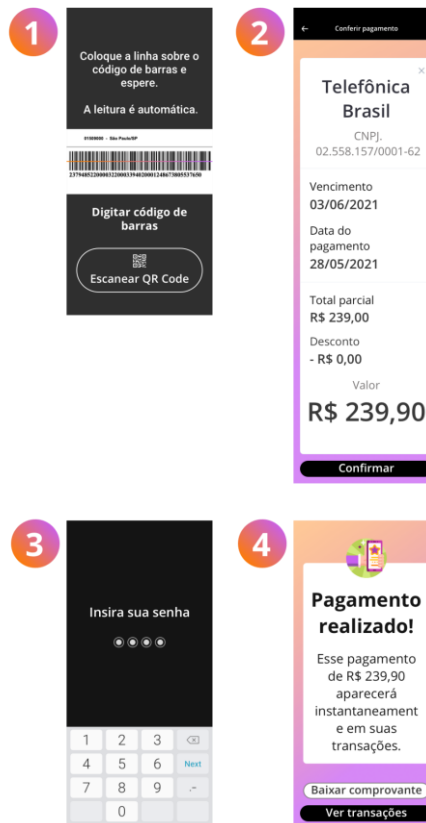 1
Coloque a linha sobre o
código de barras e
espere.
A leitura é automática.
- São Paulo/SP
Digitar código de
barras
Escanear QR Code
2
Conferir pagamento
Telefônica
Brasil
CNPJ.
02.558.157/0001-62
Vencimento
03/06/2021
Data do
pagamento
28/05/2021
Total parcial
R$ 239,00
Desconto
- R$ 0,00
Valor
R$ 239,90
Confirmar
3
Insira sua senha
1 2 3
4 5 6 Next
7 8 9 .-
0
4
Pagamento
realizado!
Esse pagamento
de R$ 239,90
aparecerá
instantaneament
e em suas
transações.
Baixar comprovante
Ver transações